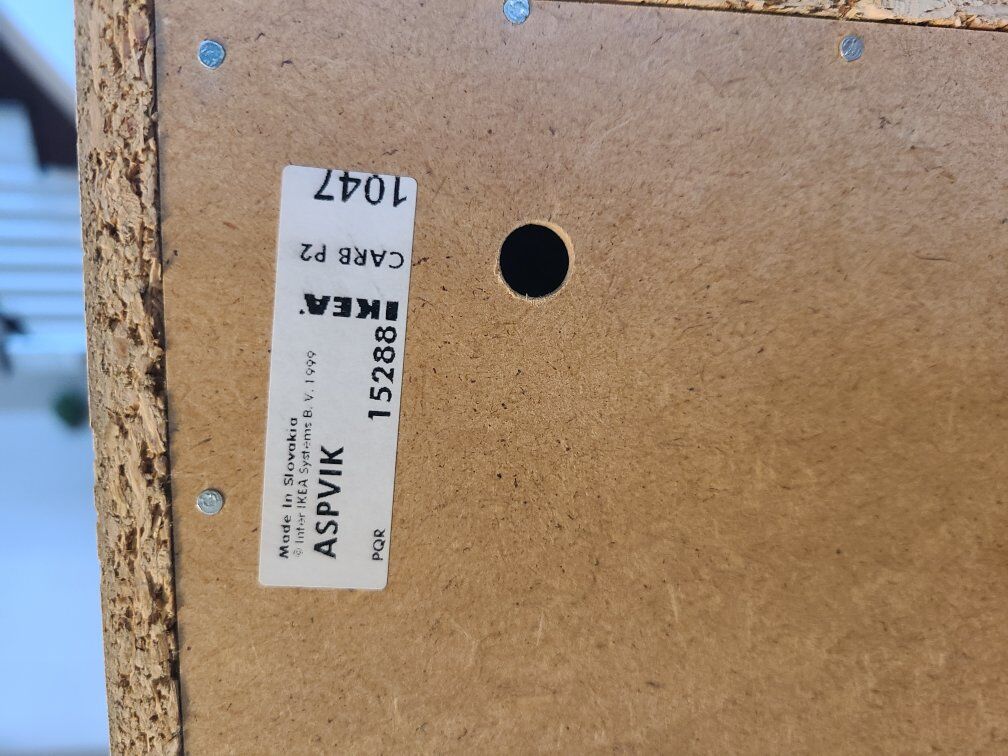 Made In Slovakia
© Inter IKEA Systems B. V. 1999
ASPVIK
PQR 15288
IKEA
CARB P2
1047